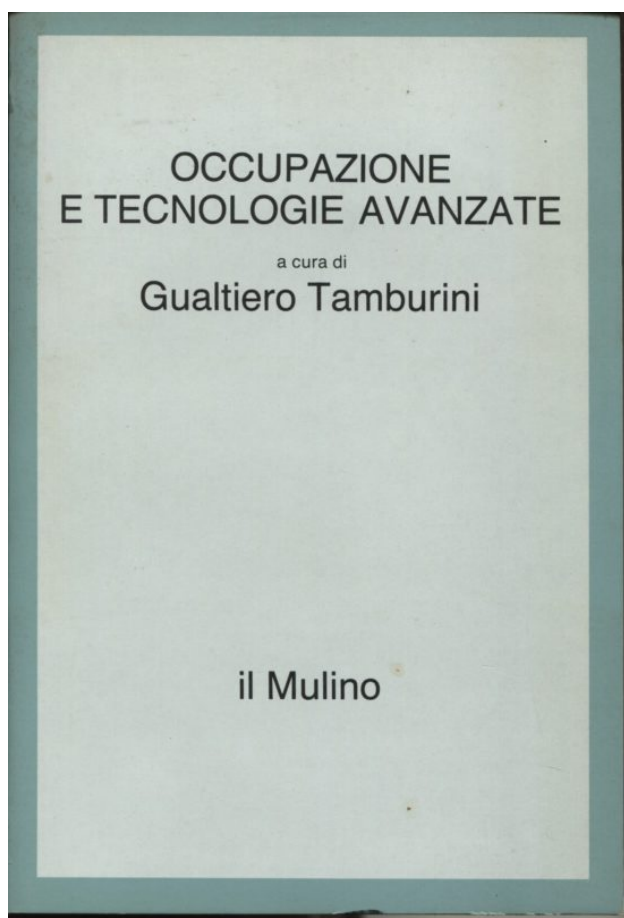 OCCUPAZIONE
E TECNOLOGIE AVANZATE
a cura di
Gualtiero Tamburini
il Mulino